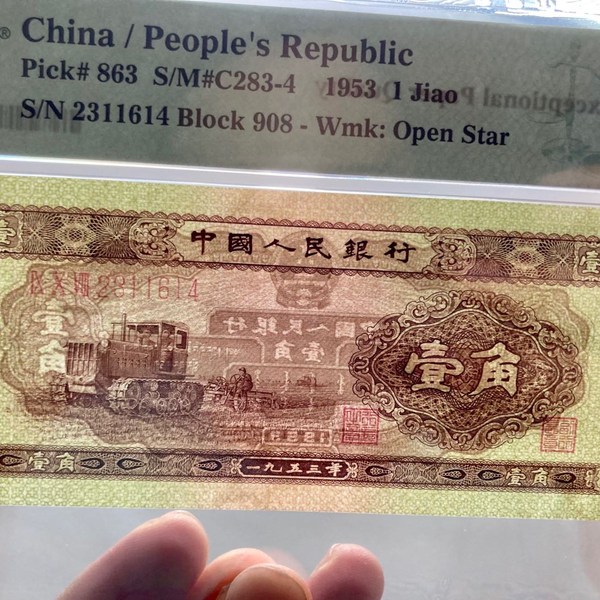 ® China / People's Republic
Pick# 863 S/M#C283-4 1953 1 Jiao
S/N 2311614 Block 908 - Wmk: Open Star
中國人民銀行
2311614
壹角
壹角
一九五三年
壹角
壹角